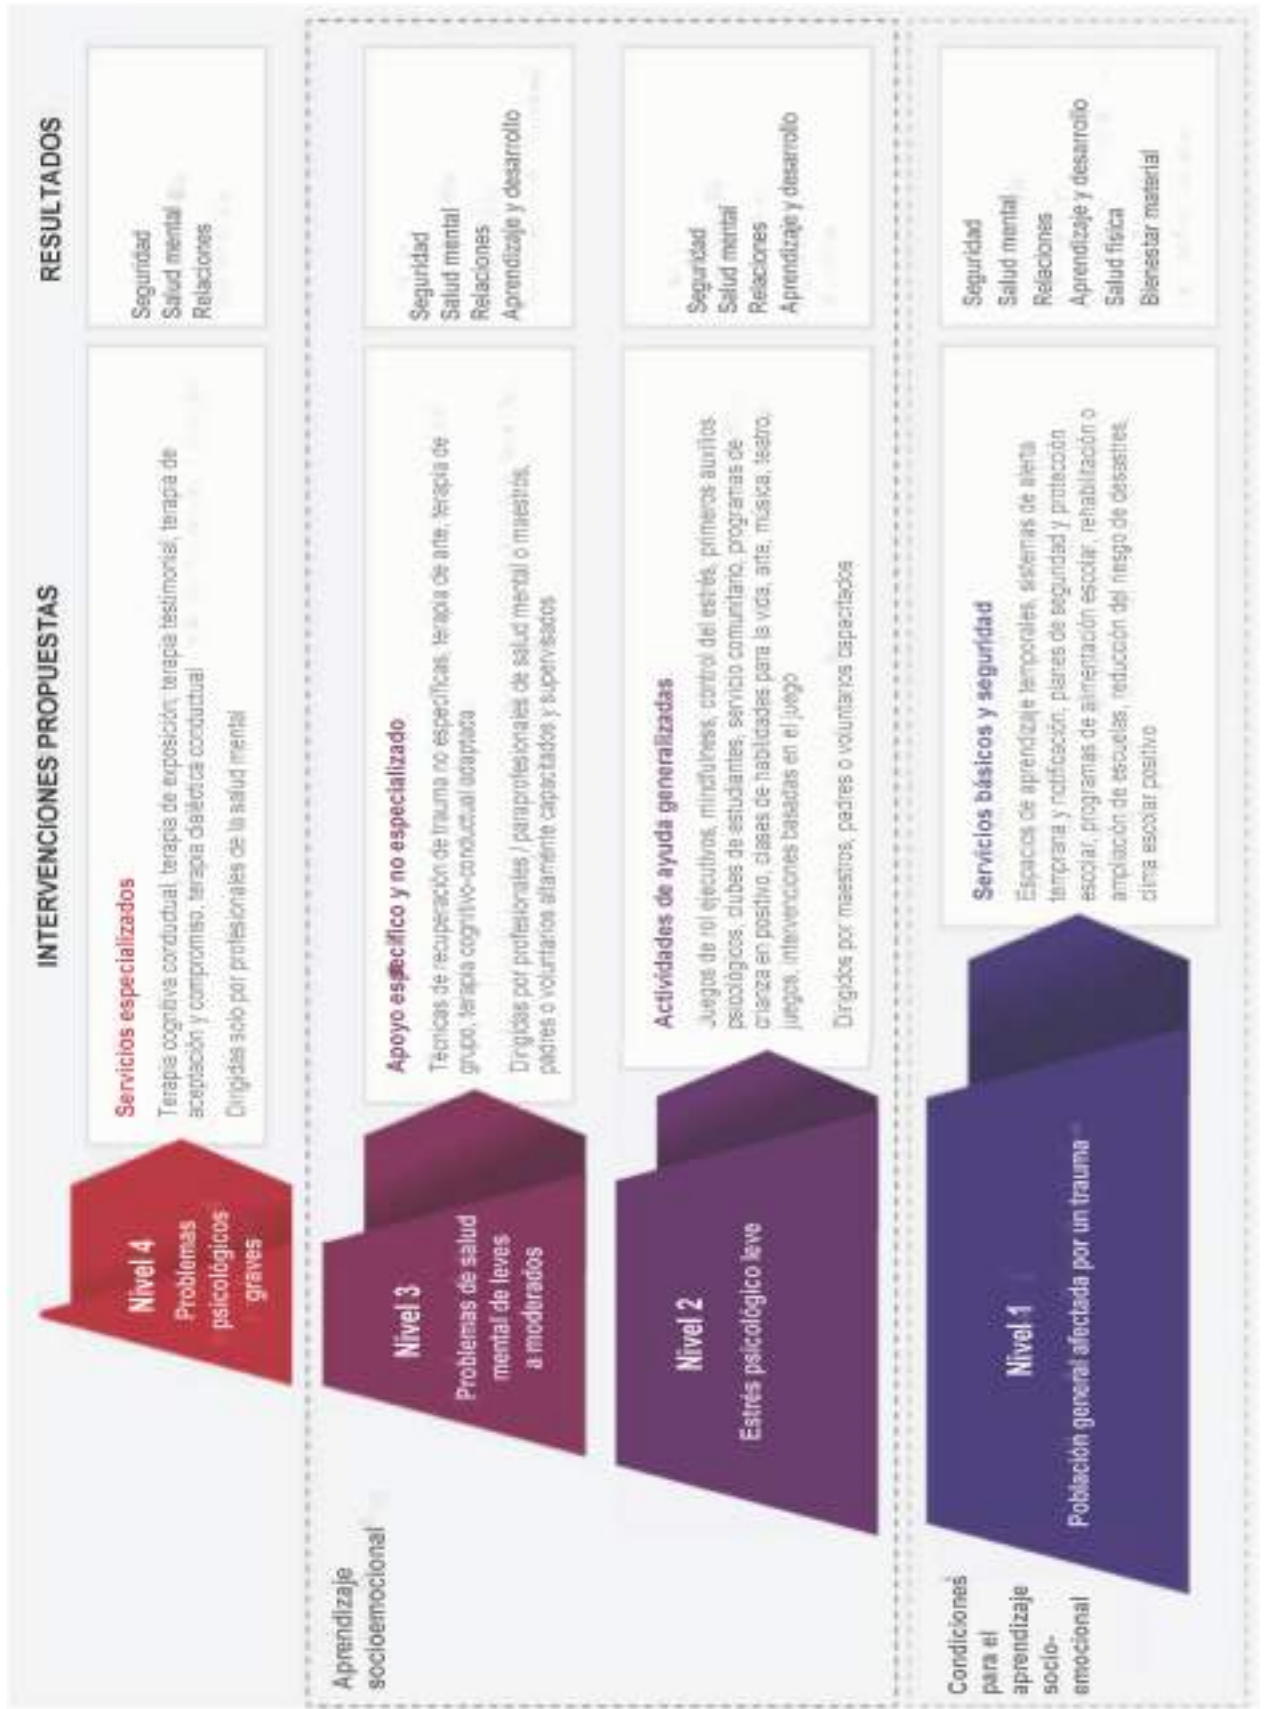 INTERVENCIONES PROPUESTAS
RESULTADOS
Nivel 4
Problemas
psicológicos
graves
Servicios especializados
Terapia cognitiva conductual, terapia de exposición, terapia testimonial, terapia de
aceptación y compromiso, terapia dialéctica conductual
Dirigidas solo por profesionales de la salud mental
Seguridad
Salud mental
Relaciones
Aprendizaje
socioemocional
Nivel 3
Problemas de salud
mental de leves
a moderados
Apoyo específico y no especializado
Técnicas de recuperación de trauma no específicas, terapia de arte, terapia de
grupo, terapia cognitivo-conductual adaptada
Dirigidas por profesionales / paraprofesionales de salud mental o maestros,
padres o voluntarios altamente capacitados y supervisados
Seguridad
Salud mental
Relaciones
Aprendizaje y desarrollo
Nivel 2
Estrés psicológico leve
Actividades de ayuda generalizadas
Juegos de rol ejecutivos, mindfulness, control del estrés, primeros auxilios
psicológicos, clubes de estudiantes, servicio comunitario, programas de
crianza en positivo, clases de habilidades para la vida, arte, música, teatro,
juegos, intervenciones basadas en el juego
Dirigidos por maestros, padres o voluntarios capacitados
Seguridad
Salud mental
Relaciones
Aprendizaje y desarrollo
Condiciones
para el
aprendizaje
socio-
emocional
Nivel 1
Población general afectada por un trauma
Servicios básicos y seguridad
Espacios de aprendizaje temporales, sistemas de alerta
temprana y notificación, planes de seguridad y protección
escolar, programas de alimentación escolar, rehabilitación o
ampliación de escuelas, reducción del riesgo de desastres,
clima escolar positivo
Seguridad
Salud mental
Relaciones
Aprendizaje y desarrollo
Salud física
Bienestar material